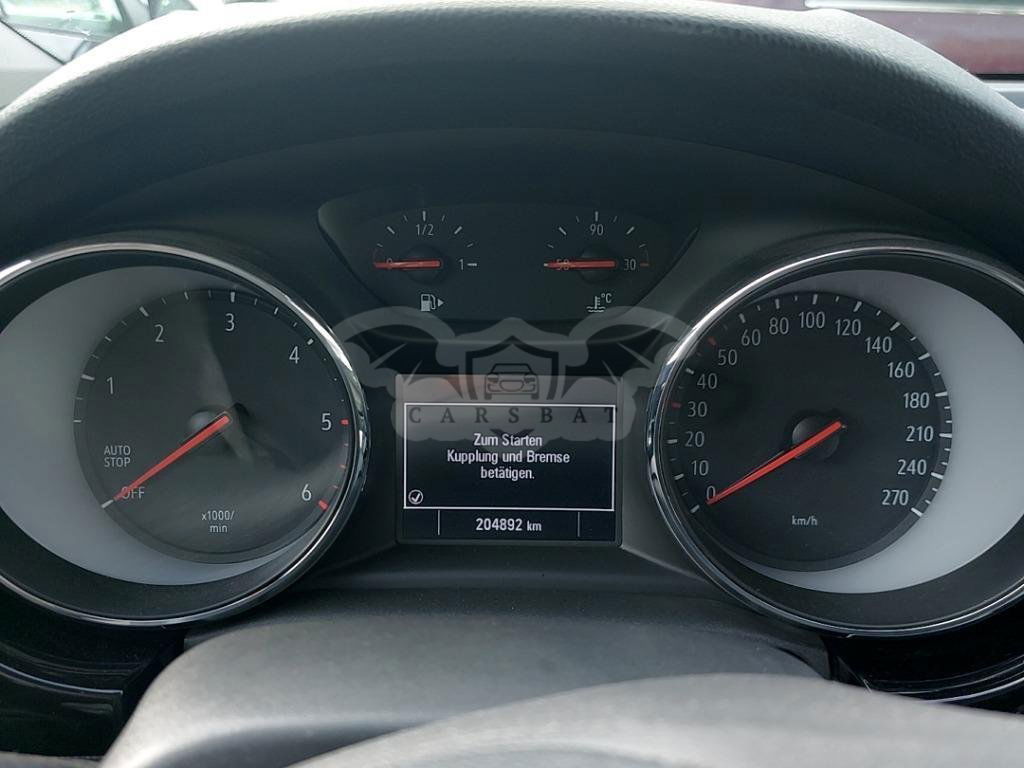 1/2
0
1
90
50
130
°C
1
2
3
4
5
6
AUTO
STOP
OFF
x1000/
min
CARSBAT
Zum Starten
Kupplung und Bremse
betätigen.
204892 km
0
10
20
30
40
50
60
80
100
120
140
160
180
210
240
270
km/h